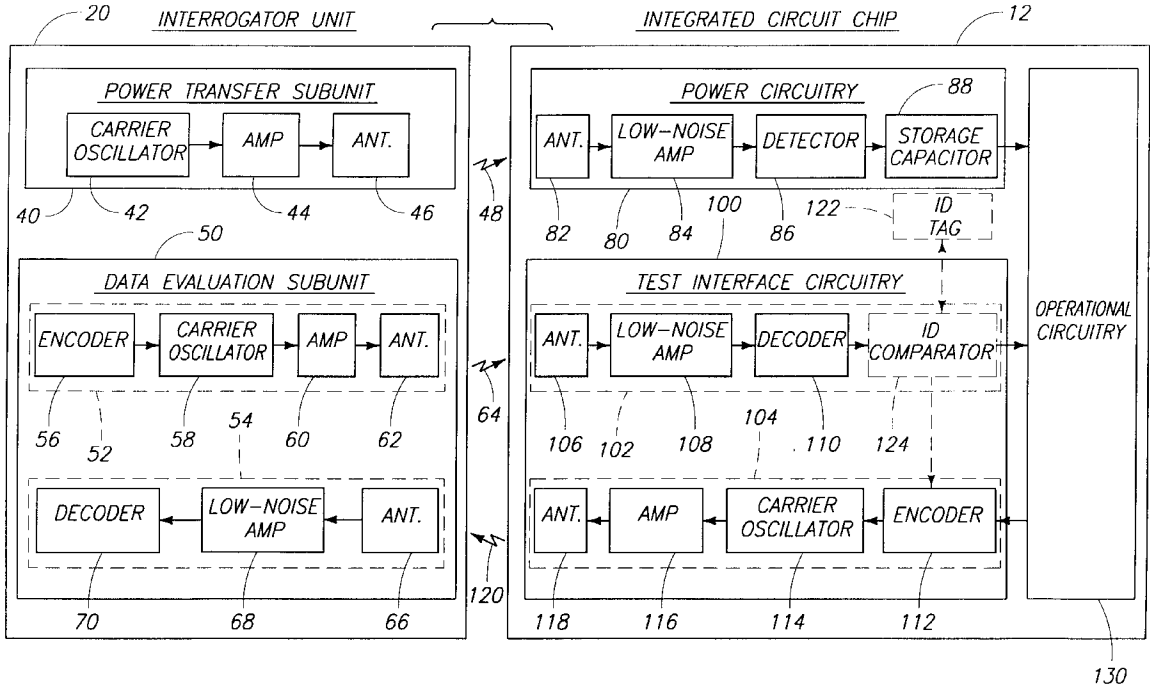 20
INTERROGATOR UNIT
INTEGRATED CIRCUIT CHIP
12
POWER TRANSFER SUBUNIT
CARRIER
OSCILLATOR
AMP
ANT.
40
42
44
46
48
POWER CIRCUITRY
88
ANT.
LOW-NOISE
AMP
DETECTOR
STORAGE
CAPACITOR
82
80
84
86
100
122
ID
TAG
50
DATA EVALUATION SUBUNIT
ENCODER
CARRIER
OSCILLATOR
AMP
ANT.
56
52
58
54
60
62
64
TEST INTERFACE CIRCUITRY
ANT.
LOW-NOISE
AMP
DECODER
ID
COMPARATOR
106
108
102
104
110
124
OPERATIONAL
CIRCUITRY
DECODER
LOW-NOISE
AMP
ANT.
70
68
66
120
ANT.
AMP
CARRIER
OSCILLATOR
ENCODER
118
116
114
112
130